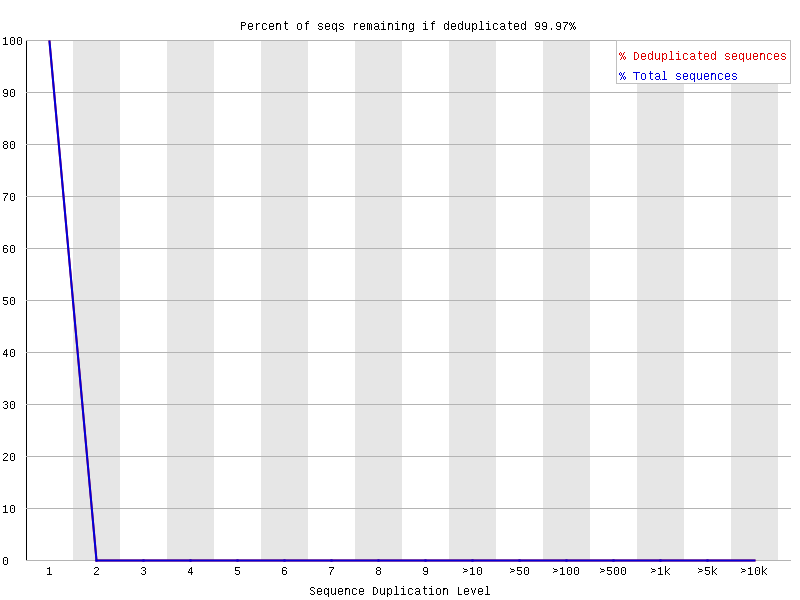 Percent of seqs remaining if deduplicated 99.97%
% Deduplicated sequences
% Total sequences
100
90
80
70
60
50
40
30
20
10
0
1 2 3 4 5 6 7 8 9 >10 >50 >100 >500 >1k >5k >10k
Sequence Duplication Level